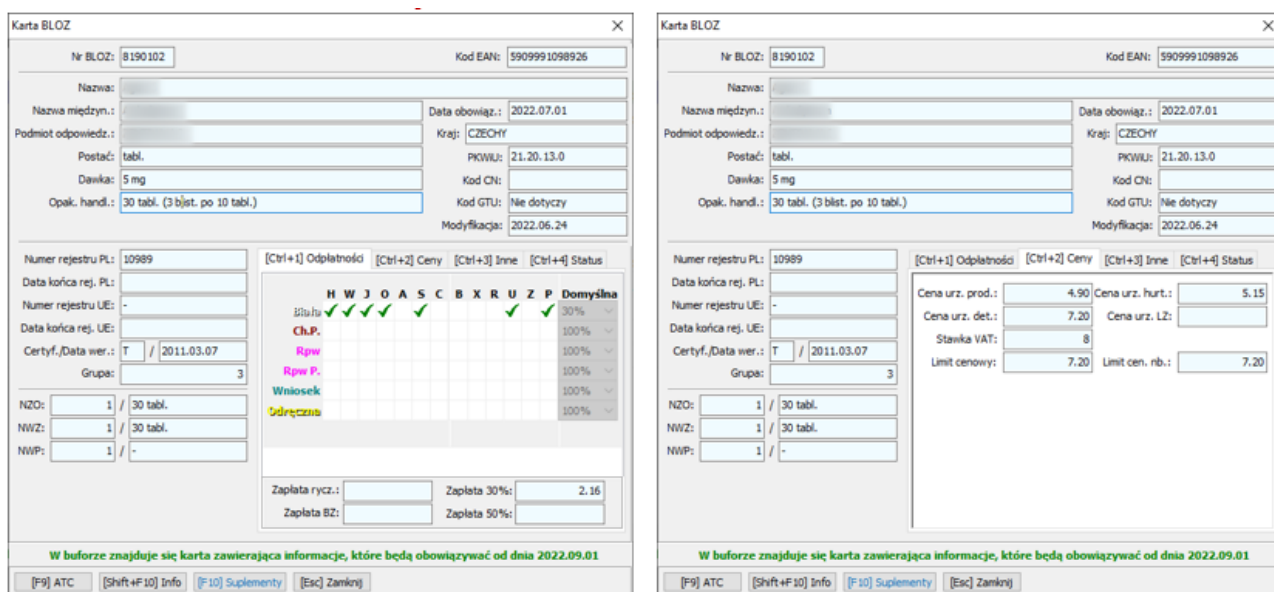 Karta BLOZ
Nr BLOZ: 8190102 Kod EAN: 5909991098926
Nazwa:
Nazwa międzyn.: Data obowiąz.: 2022.07.01
Podmiot odpowiedz.: Kraj: CZECHY
Postać: tabl. PKWiU: 21.20.13.0
Dawka: 5 mg Kod CN:
Opak. handl.: 30 tabl. (3 blist. po 10 tabl.) Kod GTU: Nie dotyczy
Modyfikacja: 2022.06.24
Numer rejestru PL: 10989 [Ctrl+1] Odpłatności [Ctrl+2] Ceny [Ctrl+3] Inne [Ctrl+4] Status
Data końca rej. PL: H W J O A S C B X R U Z P Domyślna
Numer rejestru UE: - Biała 30%
Data końca rej. UE: Ch.P. 100%
Certyf./Data wer.: T / 2011.03.07 Rpw 100%
Grupa: 3 Rpw P. 100%
Wniosek 100%
NZO: 1 / 30 tabl. Odręczna 100%
NWZ: 1 / 30 tabl.
NWP: 1 / -
Zapłata rycz.: Zapłata 30%: 2.16
Zapłata BZ: Zapłata 50%:
W buforze znajduje się karta zawierająca informacje, które będą obowiązywać od dnia 2022.09.01
[F9] ATC [Shift+F10] Info [F10] Suplementy [Esc] Zamknij
Karta BLOZ
Nr BLOZ: 8190102 Kod EAN: 5909991098926
Nazwa:
Nazwa międzyn.: Data obowiąz.: 2022.07.01
Podmiot odpowiedz.: Kraj: CZECHY
Postać: tabl. PKWiU: 21.20.13.0
Dawka: 5 mg Kod CN:
Opak. handl.: 30 tabl. (3 blist. po 10 tabl.) Kod GTU: Nie dotyczy
Modyfikacja: 2022.06.24
Numer rejestru PL: 10989 [Ctrl+1] Odpłatności [Ctrl+2] Ceny [Ctrl+3] Inne [Ctrl+4] Status
Data końca rej. PL: Cena urz. prod.: 4.90 Cena urz. hurt.: 5.15
Numer rejestru UE: - Cena urz. det.: 7.20 Cena urz. LZ:
Data końca rej. UE: Stawka VAT: 8
Certyf./Data wer.: T / 2011.03.07 Limit cenowy: 7.20 Limit cen. nb.: 7.20
Grupa: 3
NZO: 1 / 30 tabl.
NWZ: 1 / 30 tabl.
NWP: 1 / -
W buforze znajduje się karta zawierająca informacje, które będą obowiązywać od dnia 2022.09.01
[F9] ATC [Shift+F10] Info [F10] Suplementy [Esc] Zamknij